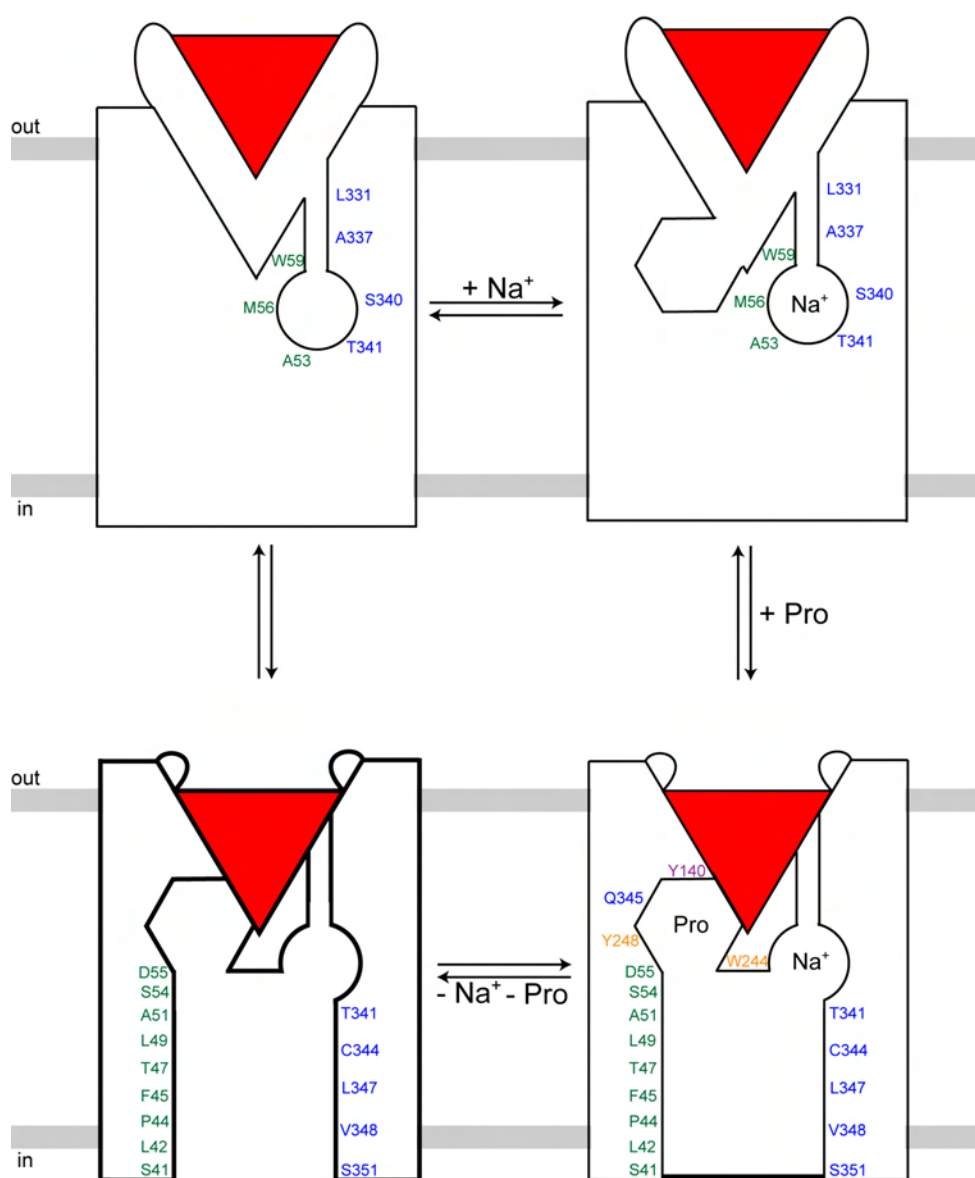 out
L331
A337
W59
M56
S340
T341
A53
in
+ Na⁺
L331
A337
W59
M56
Na⁺
S340
A53
T341
+ Pro
out
D55
S54
A51
L49
T47
F45
P44
L42
S41
T341
C344
L347
V348
S351
in
- Na⁺ - Pro
Y140
Q345
Pro
Y248
W244
Na⁺
D55
S54
A51
L49
T47
F45
P44
L42
S41
T341
C344
L347
V348
S351